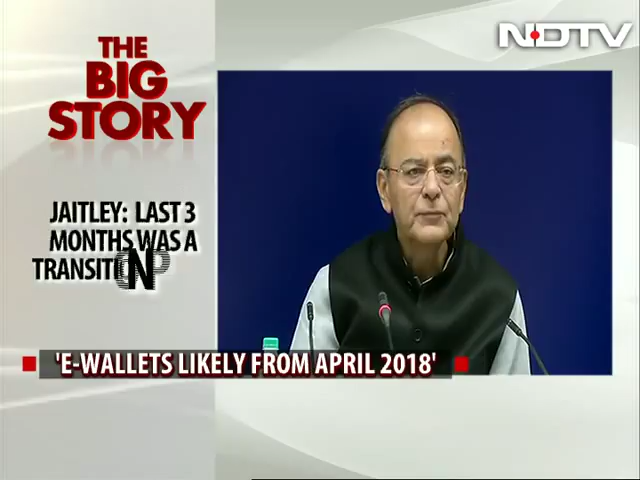 NDTV
THE
BIG
STORY
JAITLEY: LAST 3
MONTHS WAS A
'E-WALLETS LIKELY FROM APRIL 2018'